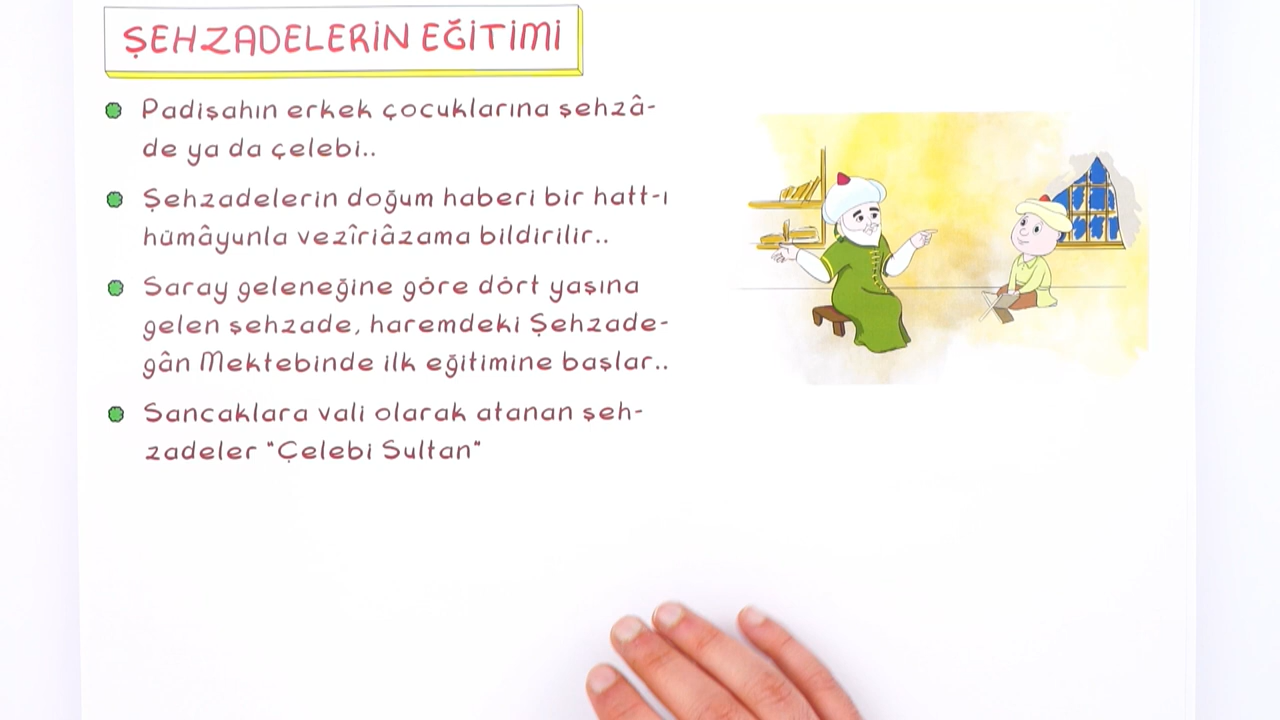 ŞEHZADELERİN EĞİTİMİ
Padişahın erkek çocuklarına şehzâ-
de ya da çelebi..
Şehzadelerin doğum haberi bir hatt-ı
hümâyunla vezîriâzama bildirilir..
Saray geleneğine göre dört yaşına
gelen şehzade, haremdeki Şehzade-
gân Mektebinde ilk eğitimine başlar..
Sancaklara vali olarak atanan şeh-
zadeler "Çelebi Sultan"